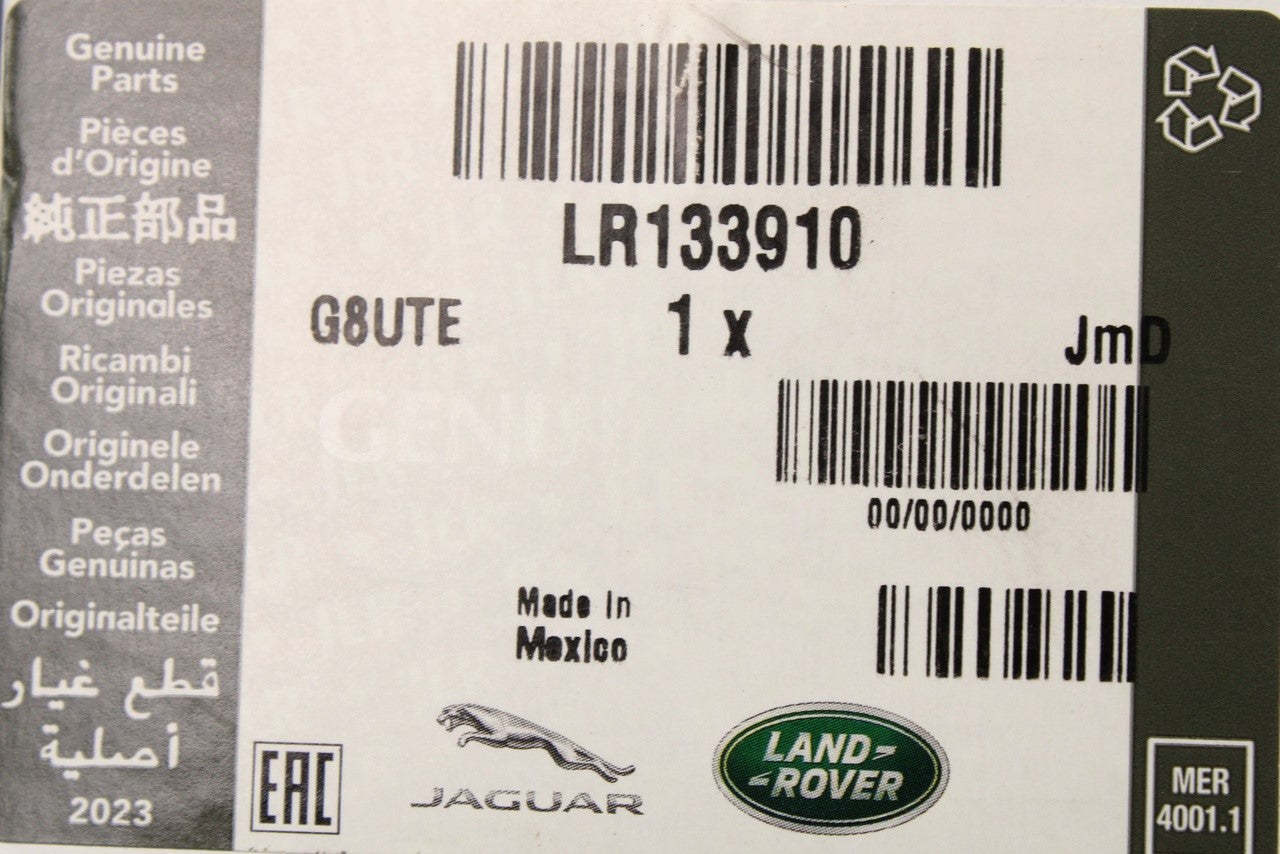 Genuine
Parts
Pièces
d'Origine
純正部品
Piezas
Originales
Ricambi
Originali
Originele
Onderdelen
Peças
Genuinas
Originalteile
قطع غيار
أصلية
2023
LR133910
G8UTE 1 x JmD
GENUINE
00/00/0000
Made in
Mexico
EAC
JAGUAR
LAND-
-ROVER
MER
4001.1